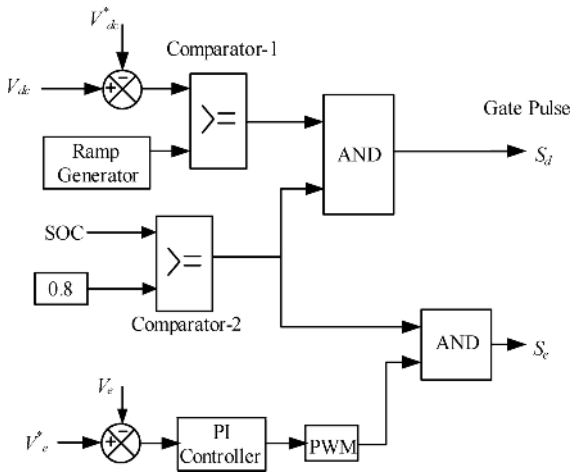 V*dc
Comparator-1
Vdc
+
−
>=
Ramp
Generator
AND
Gate Pulse
Sd
SOC
>=
0.8
Comparator-2
AND
Se
Ve
V*e
+
−
PI
Controller
PWM